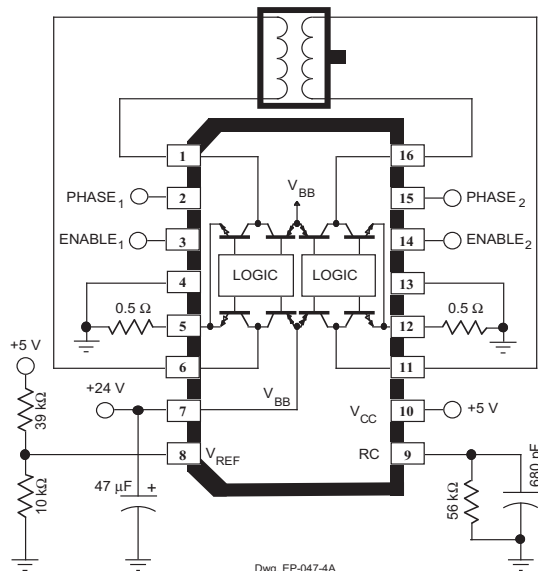 1
16
PHASE1
2
VBB
15
PHASE2
ENABLE1
3
14
ENABLE2
LOGIC
LOGIC
4
13
0.5 Ω
5
12
0.5 Ω
+5 V
6
11
39 kΩ
+24 V
7
VBB
VCC
10
+5 V
8
VREF
RC
9
10 kΩ
47 µF
+
56 kΩ
680 pF
Dwg. EP-047-4A